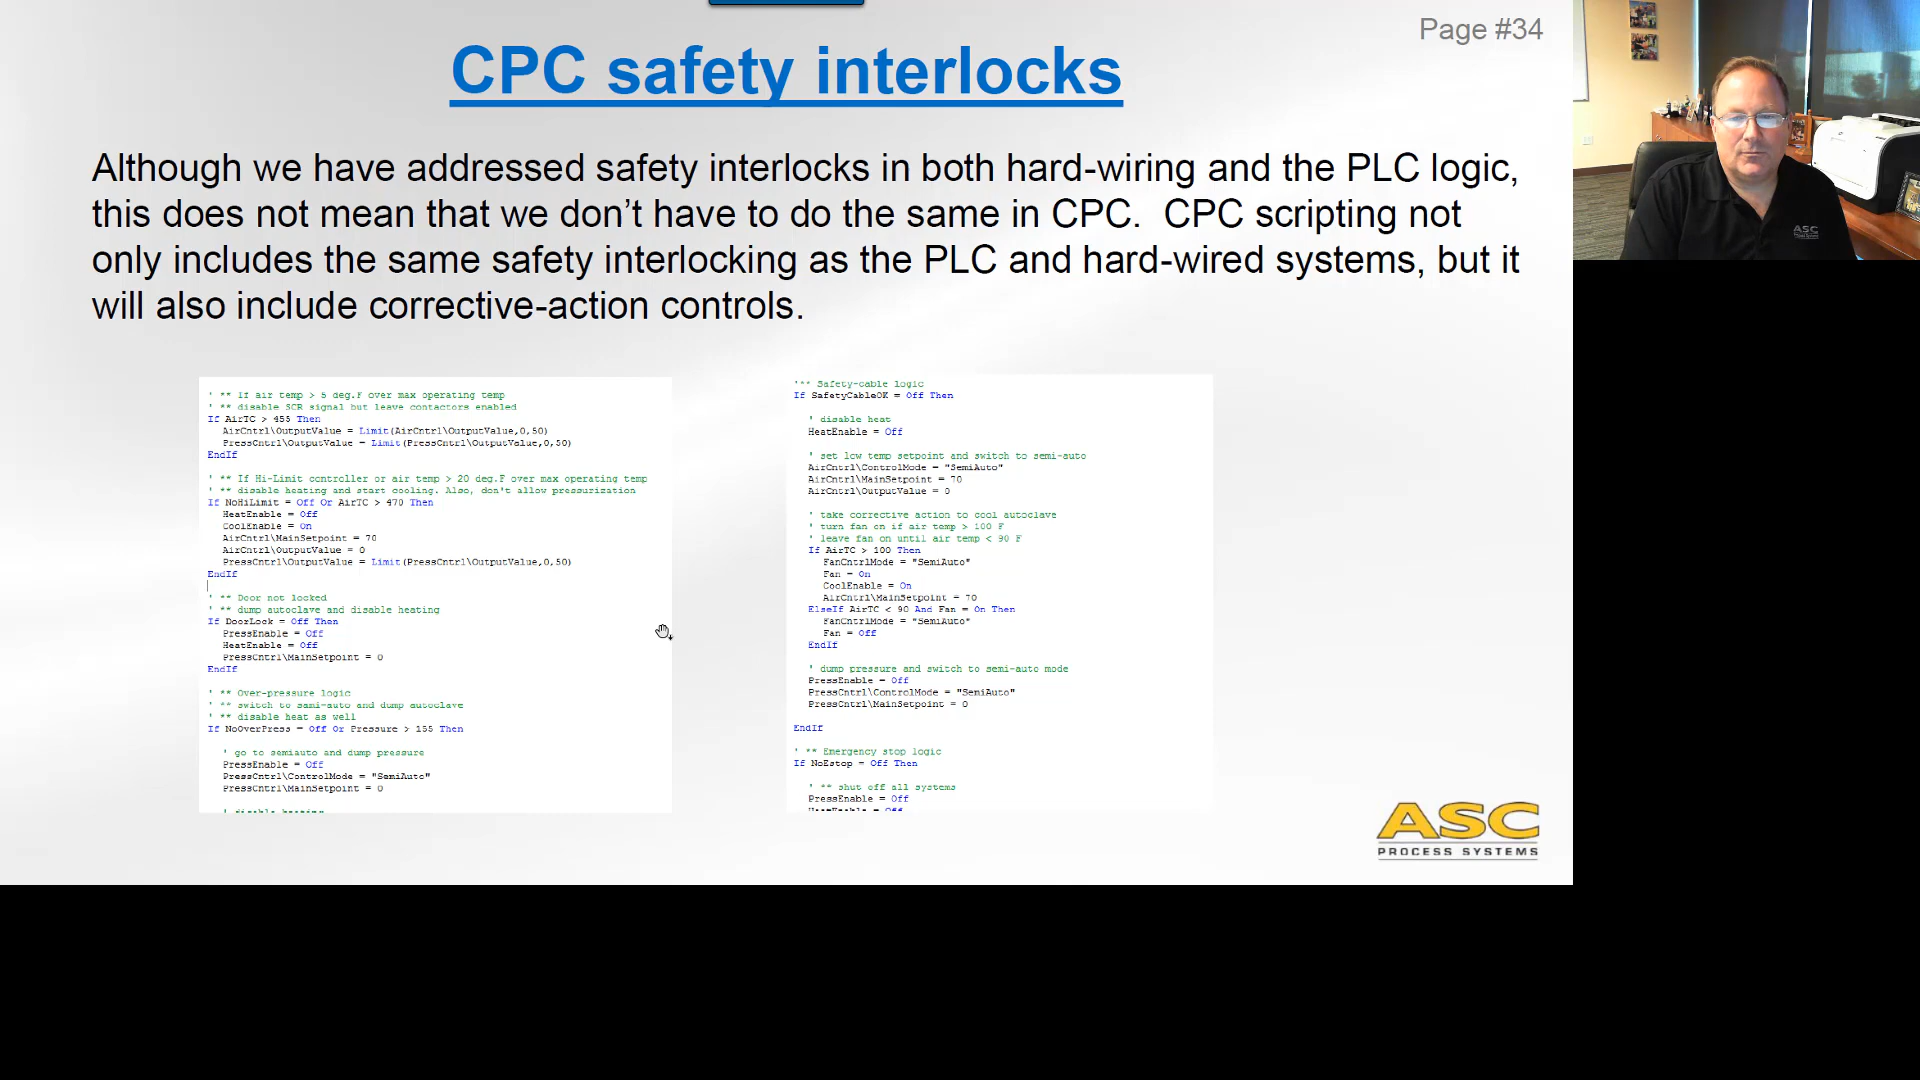 Page #34
CPC safety interlocks
Although we have addressed safety interlocks in both hard-wiring and the PLC logic,
this does not mean that we don’t have to do the same in CPC.  CPC scripting not
only includes the same safety interlocking as the PLC and hard-wired systems, but it
will also include corrective-action controls.
' ** If air temp > 5 deg.F over max operating temp
' ** disable SCR signal but leave contactors enabled
If AirTC > 455 Then
AirCntrl\OutputValue = Limit(AirCntrl\OutputValue,0,50)
PressCntrl\OutputValue = Limit(PressCntrl\OutputValue,0,50)
EndIf
' ** If Hi-Limit controller or air temp > 20 deg.F over max operating temp
' ** disable heating and start cooling. Also, don't allow pressurization
If NoHiLimit = Off Or AirTC > 470 Then
HeatEnable = Off
CoolEnable = On
AirCntrl\MainSetpoint = 70
AirCntrl\OutputValue = 0
PressCntrl\OutputValue = Limit(PressCntrl\OutputValue,0,50)
EndIf
' ** Door not locked
' ** dump autoclave and disable heating
If DoorLock = Off Then
PressEnable = Off
HeatEnable = Off
PressCntrl\MainSetpoint = 0
EndIf
' ** Over-pressure logic
' ** switch to semi-auto and dump autoclave
' ** disable heat as well
If NoOverPress = Off Or Pressure > 155 Then
' go to semiauto and dump pressure
PressEnable = Off
PressCntrl\ControlMode = "SemiAuto"
PressCntrl\MainSetpoint = 0
' disable heating
'** Safety-cable logic
If SafetyCableOK = Off Then
' disable heat
HeatEnable = Off
' set low temp setpoint and switch to semi-auto
AirCntrl\ControlMode = "SemiAuto"
AirCntrl\MainSetpoint = 70
AirCntrl\OutputValue = 0
' take corrective action to cool autoclave
' turn fan on if air temp > 100 F
' leave fan on until air temp < 90 F
If AirTC > 100 Then
FanCntrlMode = "SemiAuto"
Fan = On
CoolEnable = On
AirCntrl\MainSetpoint = 70
ElseIf AirTC < 90 And Fan = On Then
FanCntrlMode = "SemiAuto"
Fan = Off
EndIf
' dump pressure and switch to semi-auto mode
PressEnable = Off
PressCntrl\ControlMode = "SemiAuto"
PressCntrl\MainSetpoint = 0
EndIf
' ** Emergency stop logic
If NoEstop = Off Then
' ** shut off all systems
PressEnable = Off
HeatEnable = Off
ASC
PROCESS SYSTEMS
ASC